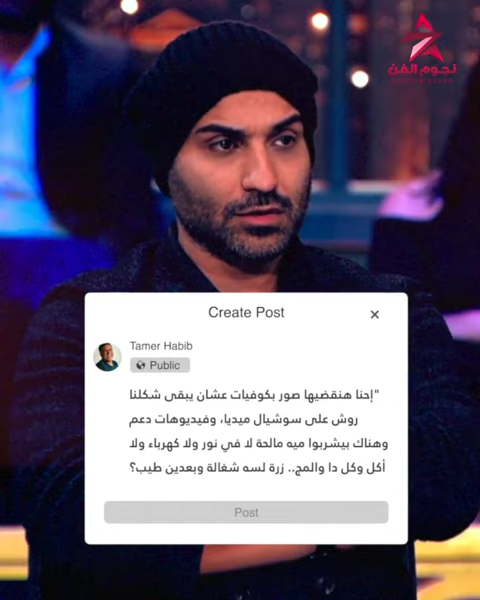 نجوم الفن
Create Post ×
Tamer Habib
Public
"إحنا هنقضيها صور بكوفيات عشان يبقى شكلنا
روش على سوشيال ميديا، وفيديوهات دعم
وهناك بيشربوا ميه مالحة لا في نور ولا كهرباء ولا
أكل وكل دا والمج.. زرة لسه شغالة وبعدين طيب؟
Post